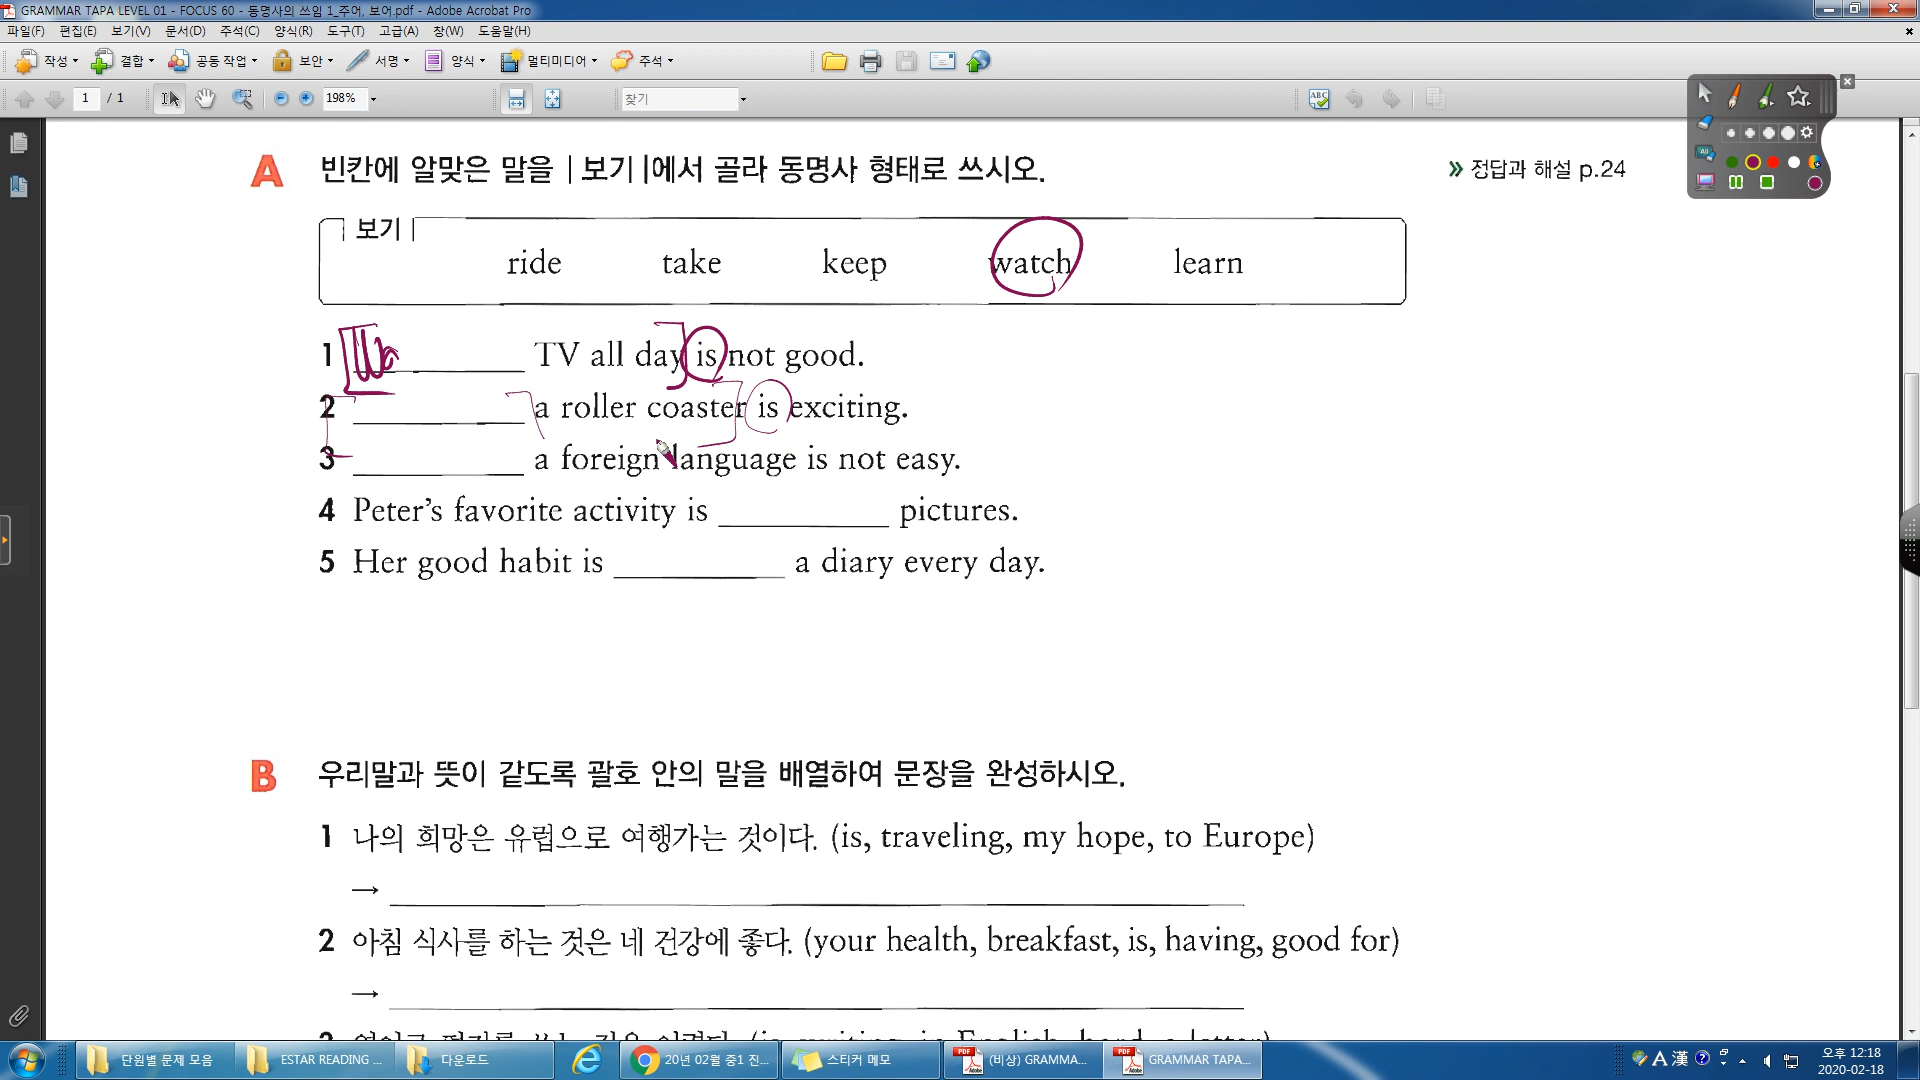 GRAMMAR TAPA LEVEL 01 - FOCUS 60 - 동명사의 쓰임 1_주어, 보어.pdf - Adobe Acrobat Pro
파일(F) 편집(E) 보기(V) 문서(D) 주석(C) 양식(R) 도구(T) 고급(A) 창(W) 도움말(H)
작성 결합 공동 작업 보안 서명 양식 멀티미디어 주석
1 / 1 198% 찾기
A 빈칸에 알맞은 말을 |보기|에서 골라 동명사 형태로 쓰시오.
» 정답과 해설 p.24
보기
ride take keep watch learn
1 __________ TV all day is not good.
2 __________ a roller coaster is exciting.
3 __________ a foreign language is not easy.
4 Peter’s favorite activity is __________ pictures.
5 Her good habit is __________ a diary every day.
B 우리말과 뜻이 같도록 괄호 안의 말을 배열하여 문장을 완성하시오.
1 나의 희망은 유럽으로 여행가는 것이다. (is, traveling, my hope, to Europe)
→
2 아침 식사를 하는 것은 네 건강에 좋다. (your health, breakfast, is, having, good for)
→
단원별 문제 모음 ESTAR READING ... 다운로드 20년 02월 중1 진... 스티커 메모 (비상) GRAMMA... GRAMMAR TAPA...
A 漢
오후 12:18
2020-02-18